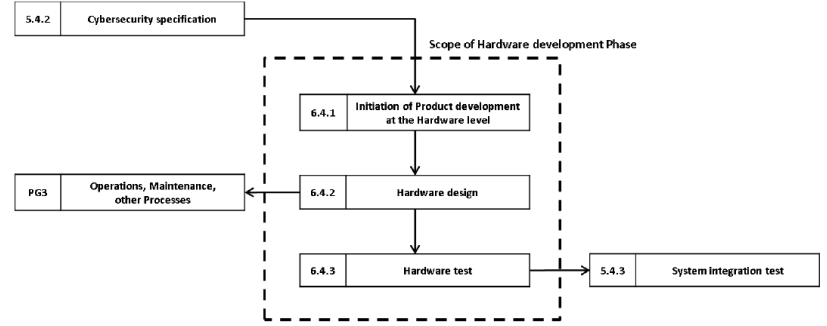 5.4.2 Cybersecurity specification
Scope of Hardware development Phase
6.4.1 Initiation of Product development
at the Hardware level
PG3 Operations, Maintenance,
other Processes
6.4.2 Hardware design
6.4.3 Hardware test
5.4.3 System integration test